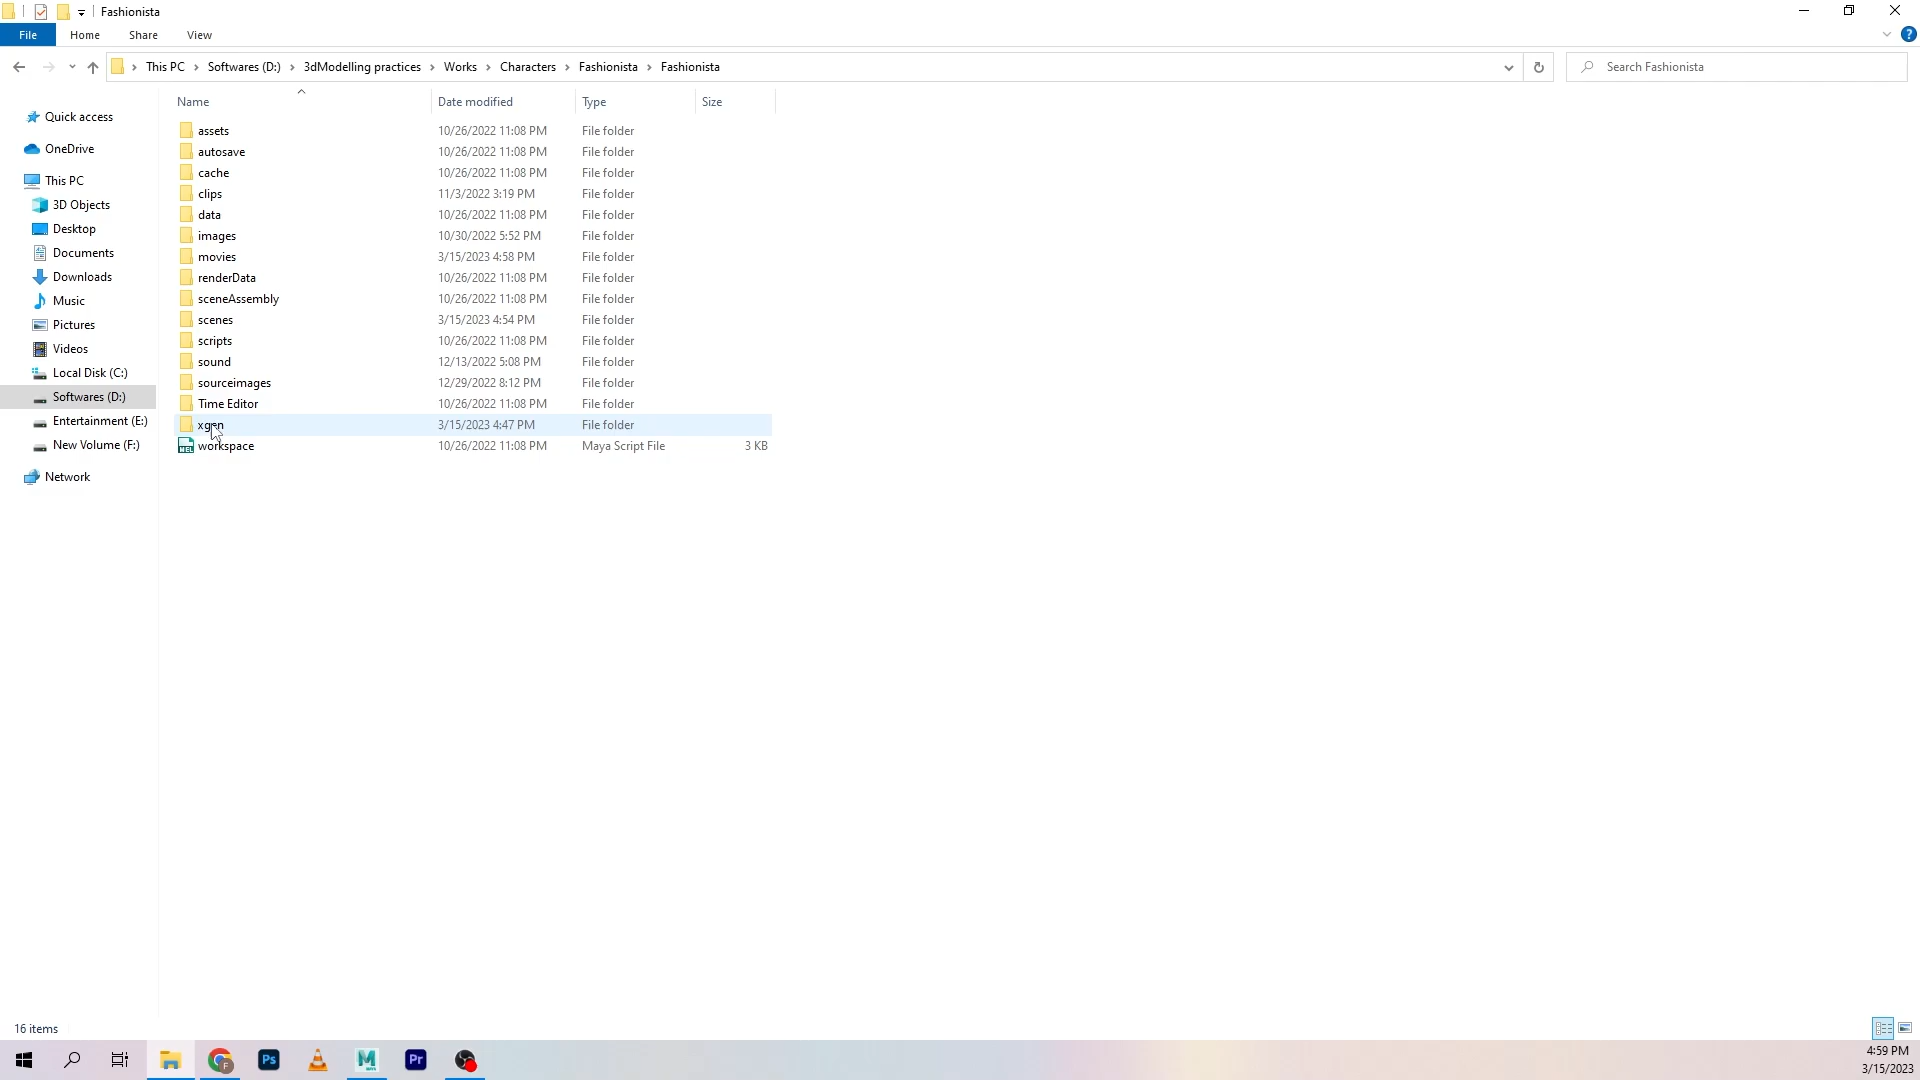 Fashionista
File Home Share View
This PC Softwares (D:) 3dModelling practices Works Characters Fashionista Fashionista Search Fashionista
Name Date modified Type Size
Quick access
OneDrive
This PC
3D Objects
Desktop
Documents
Downloads
Music
Pictures
Videos
Local Disk (C:)
Softwares (D:)
Entertainment (E:)
New Volume (F:)
Network
assets 10/26/2022 11:08 PM File folder
autosave 10/26/2022 11:08 PM File folder
cache 10/26/2022 11:08 PM File folder
clips 11/3/2022 3:19 PM File folder
data 10/26/2022 11:08 PM File folder
images 10/30/2022 5:52 PM File folder
movies 3/15/2023 4:58 PM File folder
renderData 10/26/2022 11:08 PM File folder
sceneAssembly 10/26/2022 11:08 PM File folder
scenes 3/15/2023 4:54 PM File folder
scripts 10/26/2022 11:08 PM File folder
sound 12/13/2022 5:08 PM File folder
sourceimages 12/29/2022 8:12 PM File folder
Time Editor 10/26/2022 11:08 PM File folder
xgen 3/15/2023 4:47 PM File folder
workspace 10/26/2022 11:08 PM Maya Script File 3 KB
16 items
Ps Pr
4:59 PM
3/15/2023